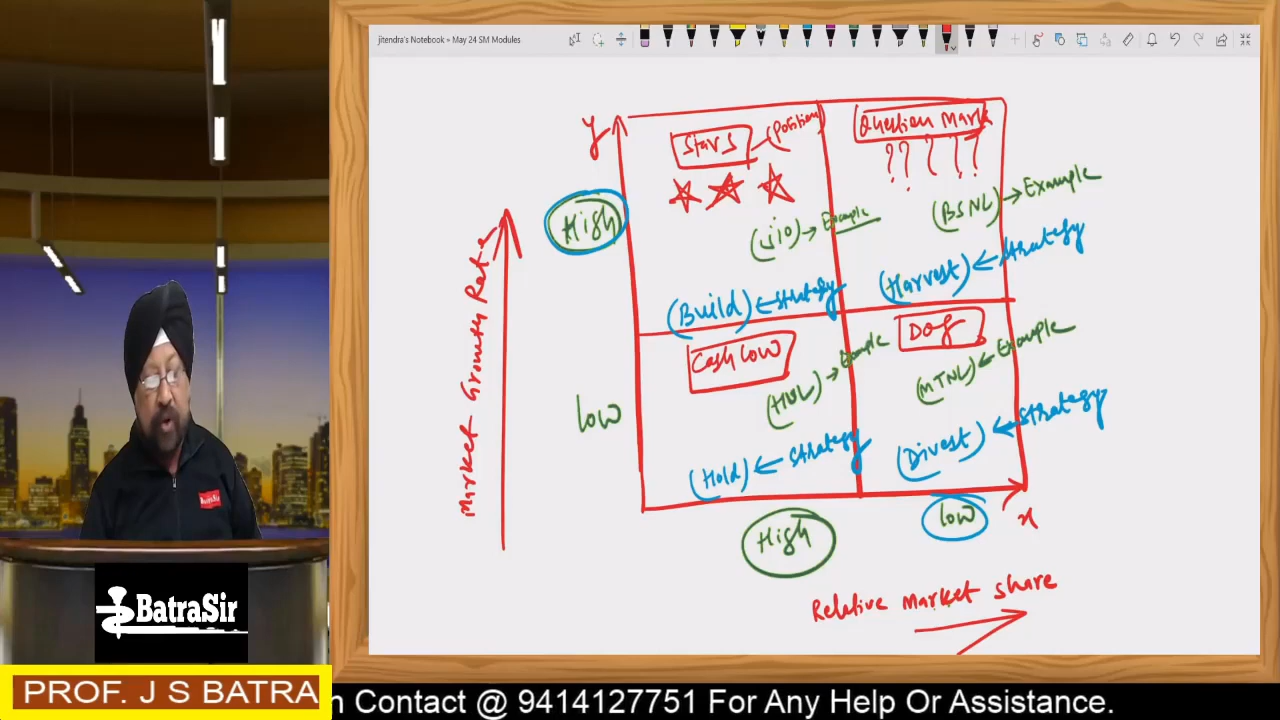 jitendra's Notebook » May 24 SM Modules
y
Stars
(Position)
Question Mark
? ? ? ? ?
High
(Jio) → Example
(BSNL) → Example
(Build) ← Strategy
(Harvest) ← Strategy
Market Growth Rate
Cash Cow
Dog
(HUL) → Example
(MTNL) ← Example
low
(Hold) ← Strategy
(Divest) ← Strategy
High
low
x
Relative Market share
BatraSir
BatraSir
PROF. J S BATRA
n Contact @ 9414127751 For Any Help Or Assistance.